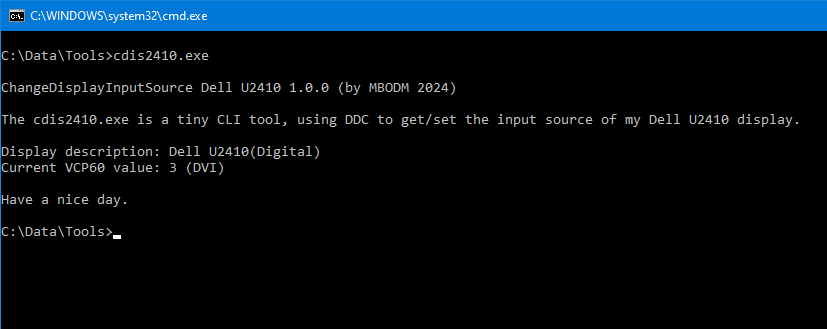 C:\WINDOWS\system32\cmd.exe
C:\Data\Tools>cdis2410.exe
ChangeDisplayInputSource Dell U2410 1.0.0 (by MBODM 2024)
The cdis2410.exe is a tiny CLI tool, using DDC to get/set the input source of my Dell U2410 display.
Display description: Dell U2410(Digital)
Current VCP60 value: 3 (DVI)
Have a nice day.
C:\Data\Tools>